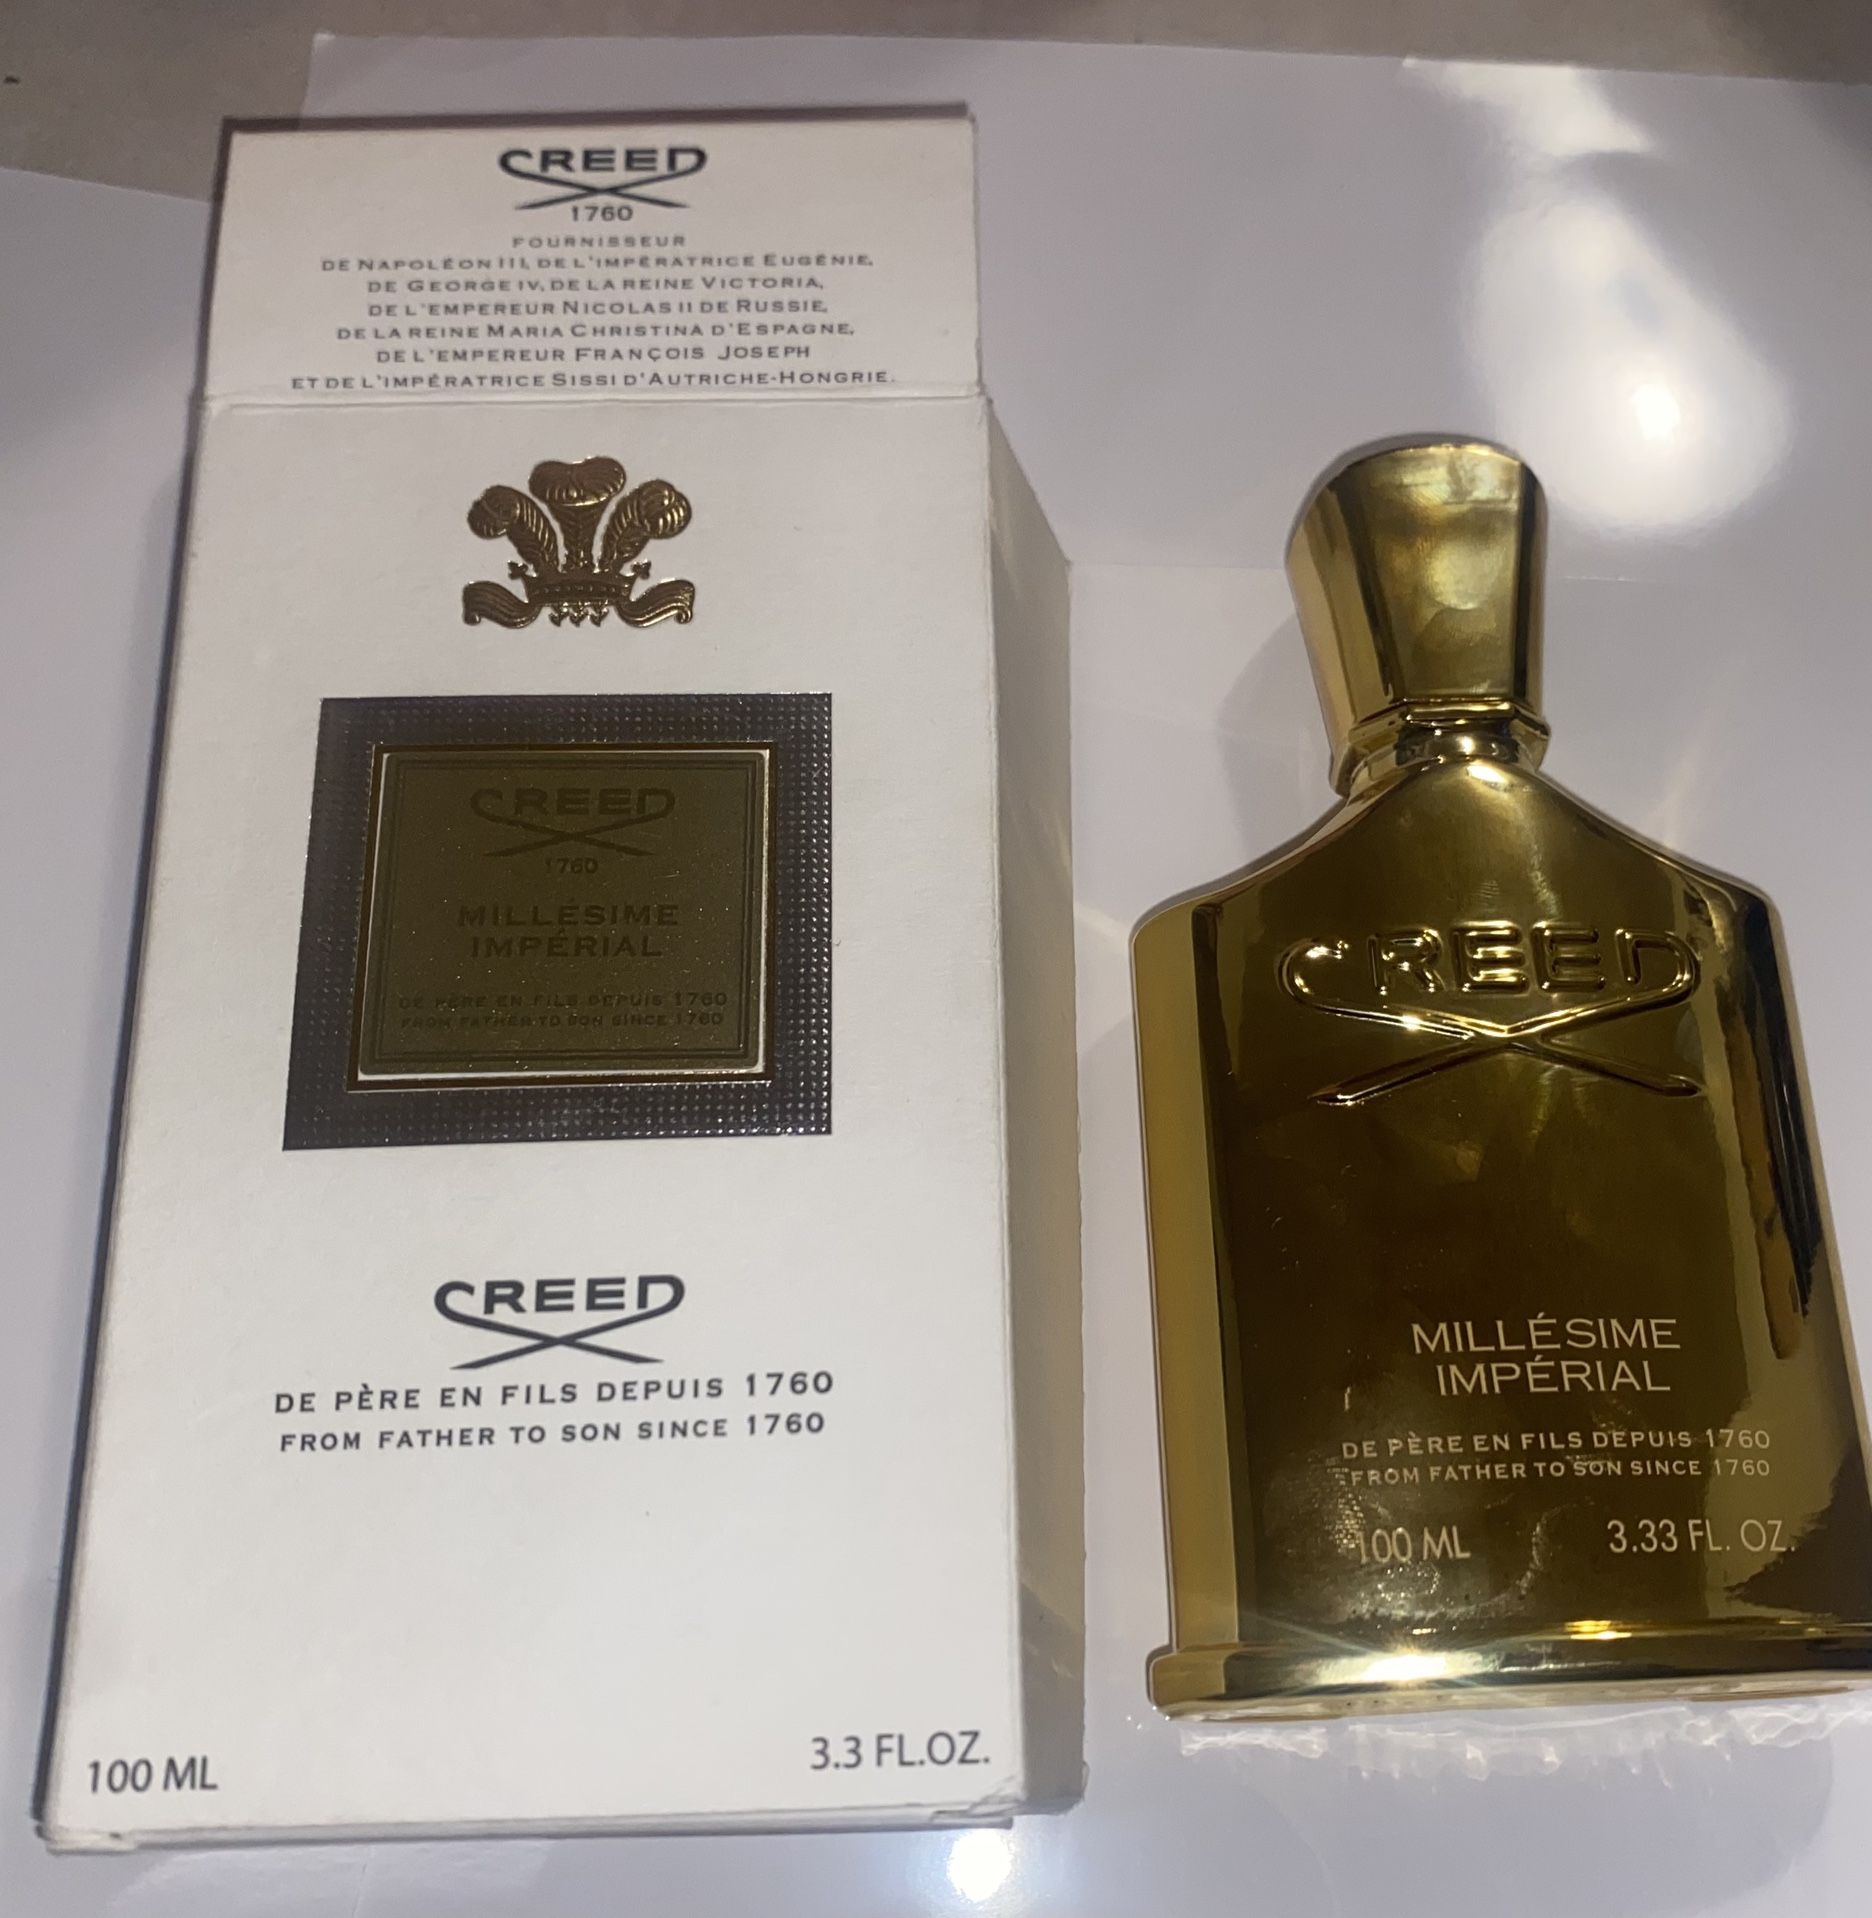 CREED
1760
FOURNISSEUR
DE NAPOLÉON III, DE L'IMPÉRATRICE EUGÉNIE,
DE GEORGE IV, DE LA REINE VICTORIA,
DE L'EMPEREUR NICOLAS II DE RUSSIE,
DE LA REINE MARIA CHRISTINA D'ESPAGNE,
DE L'EMPEREUR FRANÇOIS JOSEPH
ET DE L'IMPÉRATRICE SISSI D'AUTRICHE-HONGRIE.
CREED
1760
MILLÉSIME
IMPÉRIAL
DE PÈRE EN FILS DEPUIS 1760
FROM FATHER TO SON SINCE 1760
CREED
DE PÈRE EN FILS DEPUIS 1760
FROM FATHER TO SON SINCE 1760
100 ML
3.3 FL.OZ.
CREED
MILLÉSIME
IMPÉRIAL
DE PÈRE EN FILS DEPUIS 1760
FROM FATHER TO SON SINCE 1760
100 ML
3.33 FL. OZ.